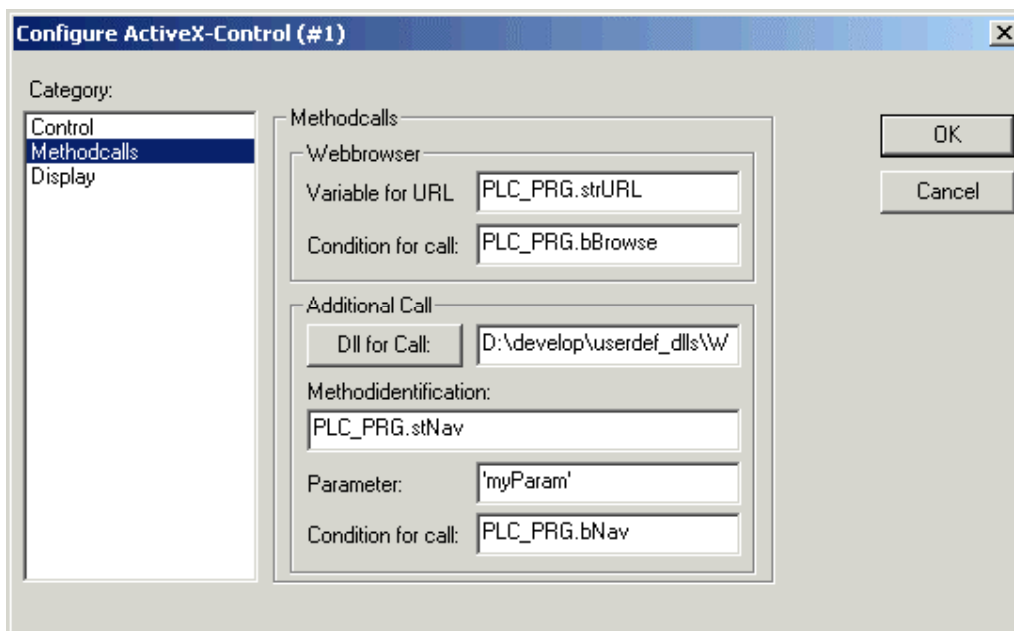 Configure ActiveX-Control (#1)
Category:
Control
Methodcalls
Display
Methodcalls
Webbrowser
Variable for URL PLC_PRG.strURL
Condition for call: PLC_PRG.bBrowse
Additional Call
Dll for Call: D:\develop\userdef_dlls\W
Methodidentification:
PLC_PRG.stNav
Parameter: 'myParam'
Condition for call: PLC_PRG.bNav
OK
Cancel